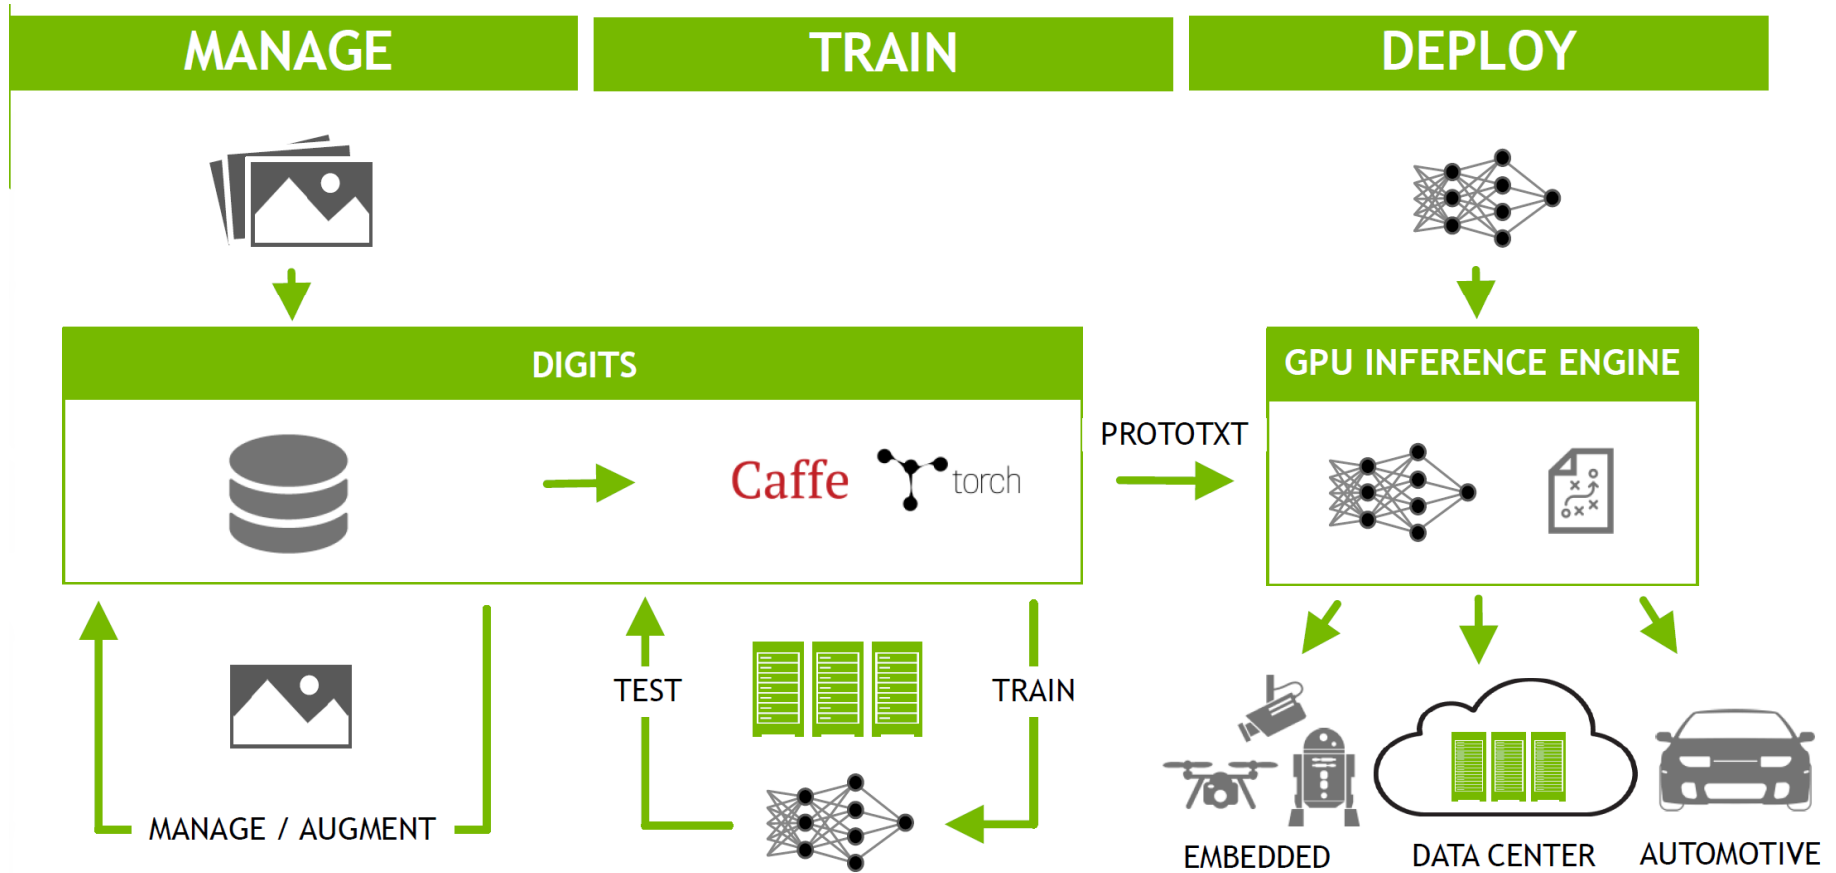 MANAGE
TRAIN
DEPLOY
DIGITS
GPU INFERENCE ENGINE
Caffe
torch
PROTOTXT
TEST
TRAIN
MANAGE / AUGMENT
EMBEDDED
DATA CENTER
AUTOMOTIVE